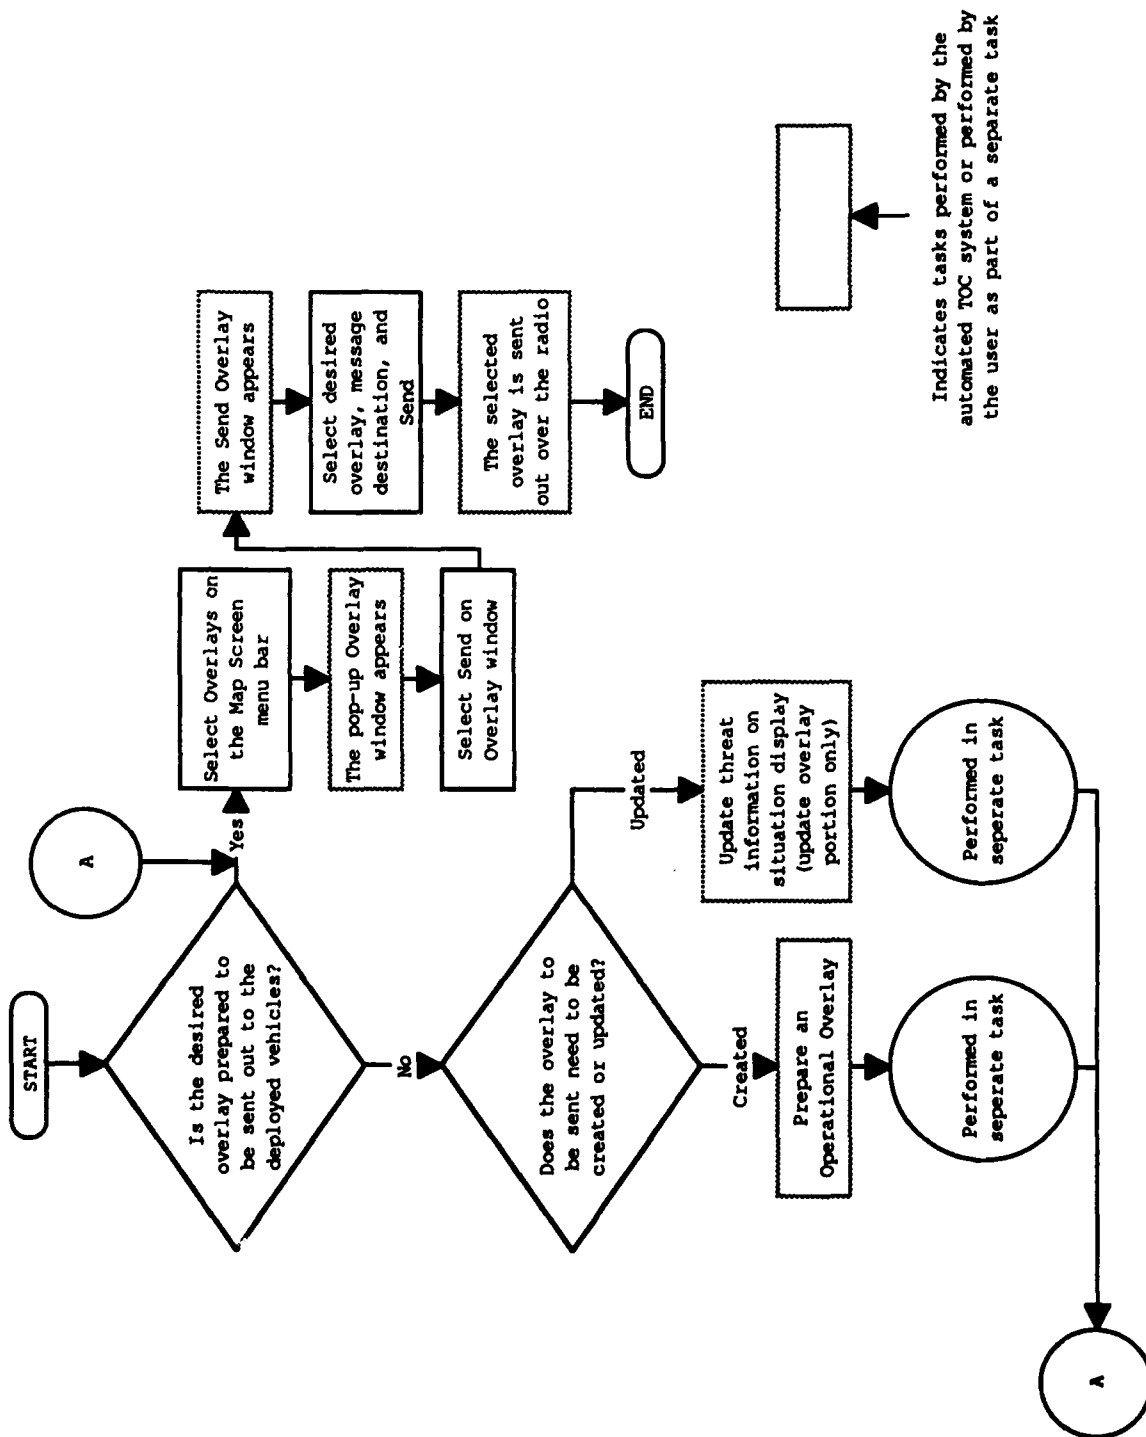 START
A
Is the desired
overlay prepared to
be sent out to the
deployed vehicles?
Yes
Select Overlays on
the Map Screen
menu bar
The pop-up Overlay
window appears
Select Send on
Overlay window
The Send Overlay
window appears
Select desired
overlay, message
destination, and
Send
The selected
overlay is sent
out over the radio
END
No
Does the overlay to
be sent need to be
created or updated?
Updated
Update threat
information on
situation display
(update overlay
portion only)
Performed in
seperate task
Created
Prepare an
Operational Overlay
Performed in
seperate task
A
Indicates tasks performed by the
automated TOC system or performed by
the user as part of a separate task